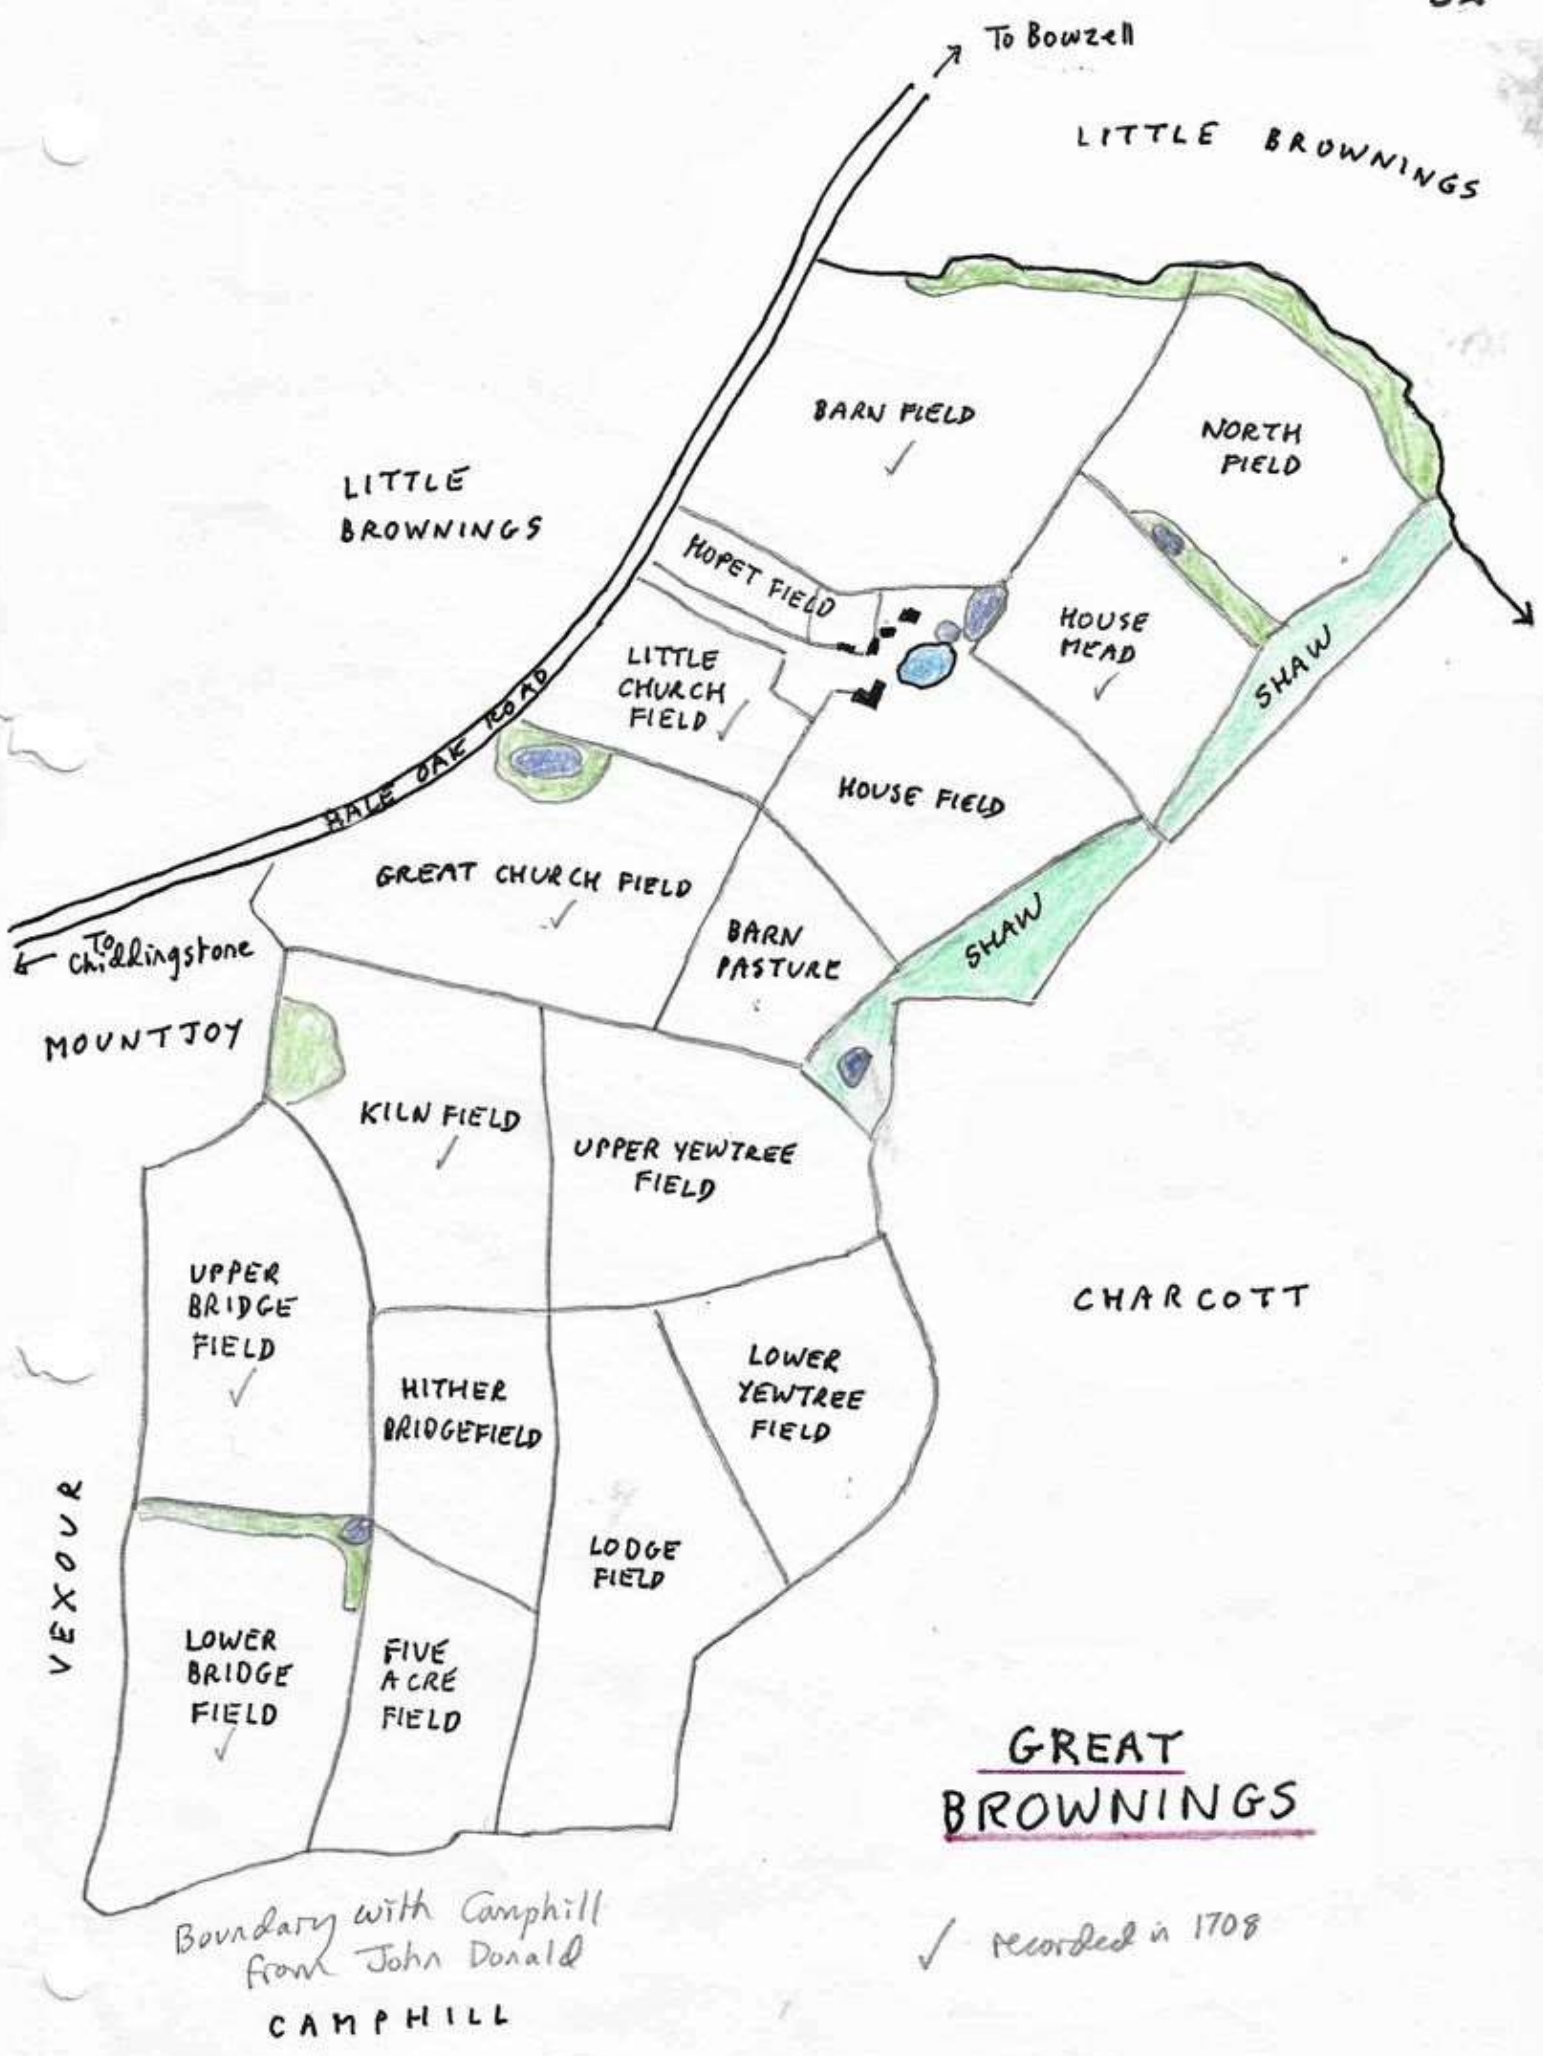 To Bowzell
LITTLE BROWNINGS
BARN FIELD
✓
NORTH
FIELD
LITTLE
BROWNINGS
HOPET FIELD
HOUSE
MEAD
✓
SHAW
LITTLE
CHURCH
FIELD ✓
HALE OAK ROAD
HOUSE FIELD
GREAT CHURCH FIELD
✓
SHAW
BARN
PASTURE
To
Chiddingstone
MOUNTJOY
KILN FIELD
✓
UPPER YEWTREE
FIELD
UPPER
BRIDGE
FIELD
✓
CHARCOTT
HITHER
BRIDGEFIELD
LOWER
YEWTREE
FIELD
VEXOUR
LODGE
FIELD
LOWER
BRIDGE
FIELD
✓
FIVE
ACRE
FIELD
GREAT
BROWNINGS
Boundary with Camphill
from John Donald
✓ recorded in 1708
CAMPHILL